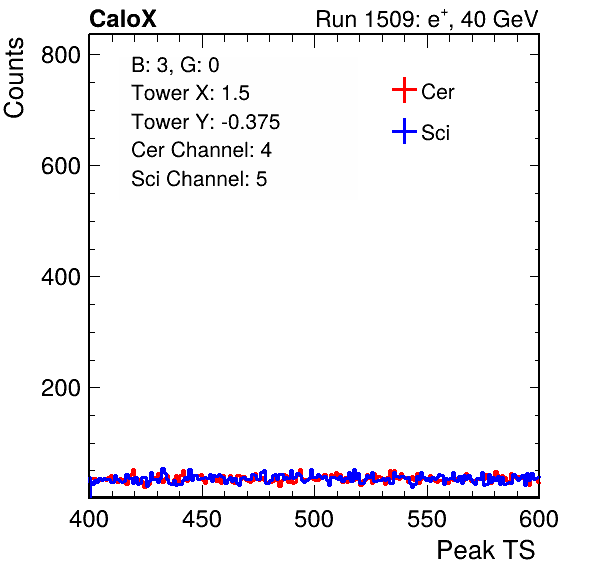 CaloX Run 1509: e⁺, 40 GeV
Counts
B: 3, G: 0
Tower X: 1.5
Tower Y: -0.375
Cer Channel: 4
Sci Channel: 5
Cer
Sci
800
600
400
200
400 450 500 550 600
Peak TS